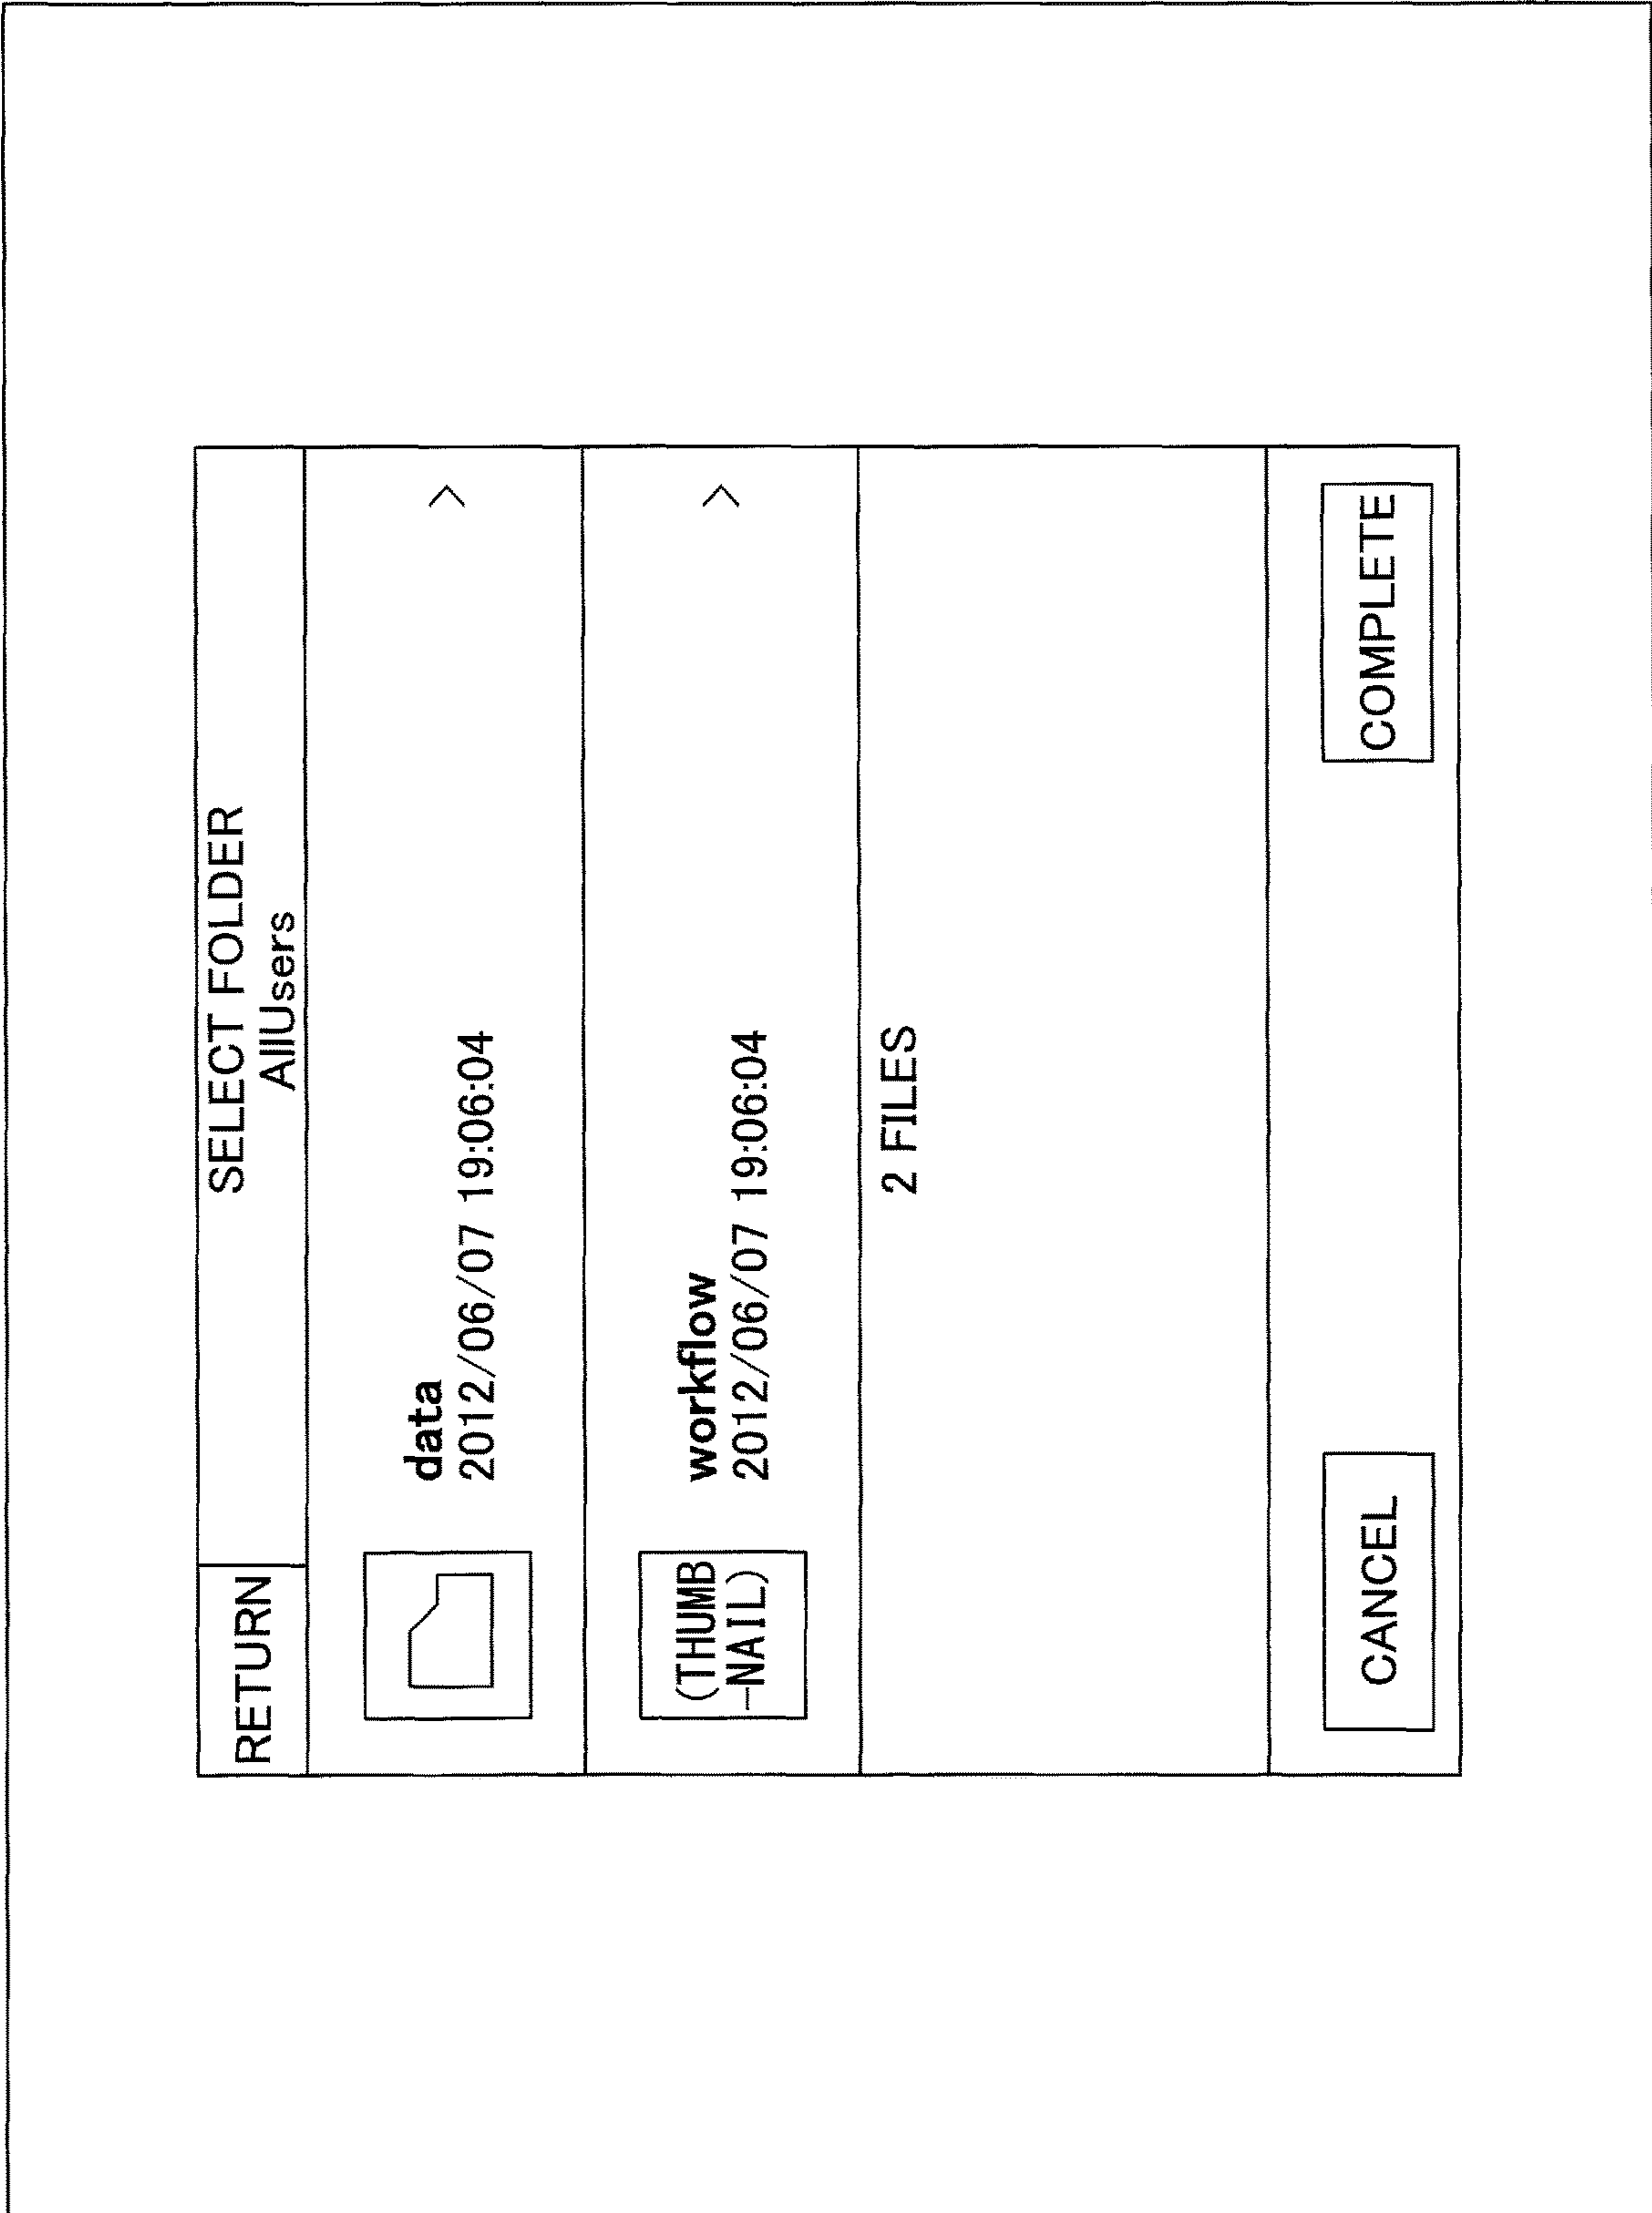 RETURN
SELECT FOLDER
AllUsers
data
2012/06/07 19:06:04
>
(THUMB
-NAIL)
workflow
2012/06/07 19:06:04
>
2 FILES
CANCEL
COMPLETE